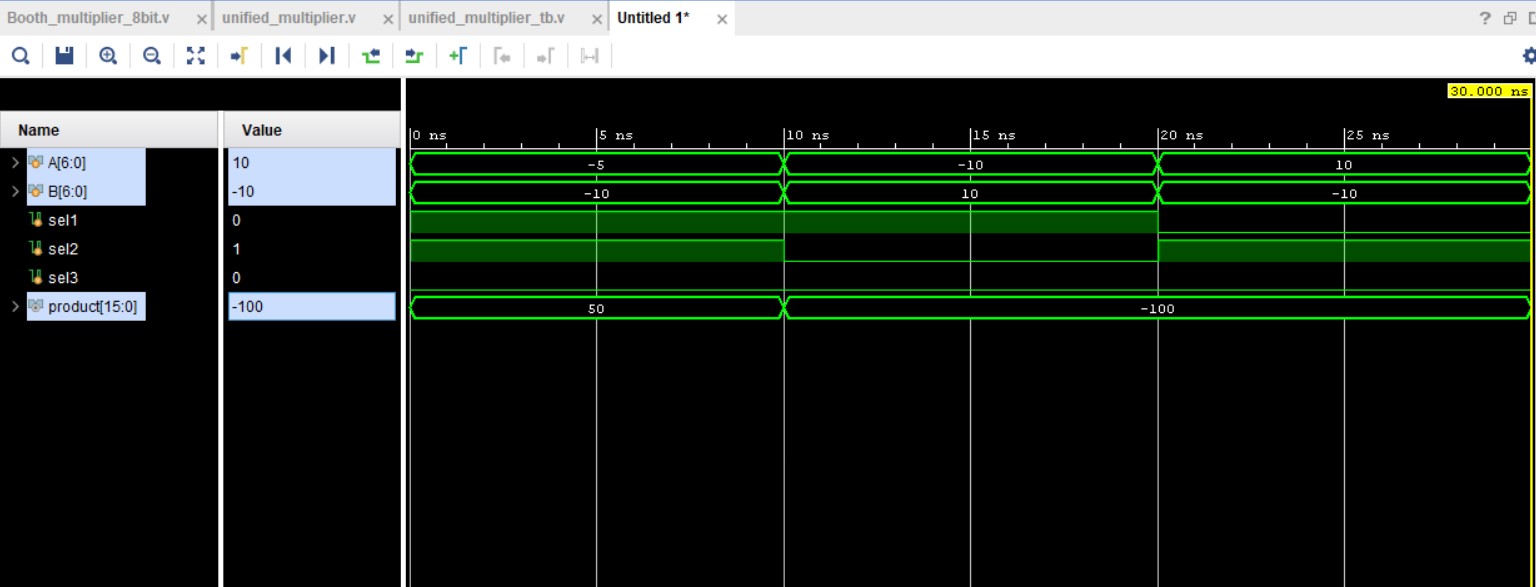 Booth_multiplier_8bit.v × unified_multiplier.v × unified_multiplier_tb.v × Untitled 1* ×
?
30.000 ns
Name Value
0 ns 5 ns 10 ns 15 ns 20 ns 25 ns
A[6:0] 10 -5 -10 10
B[6:0] -10 -10 10 -10
sel1 0
sel2 1
sel3 0
product[15:0] -100 50 -100